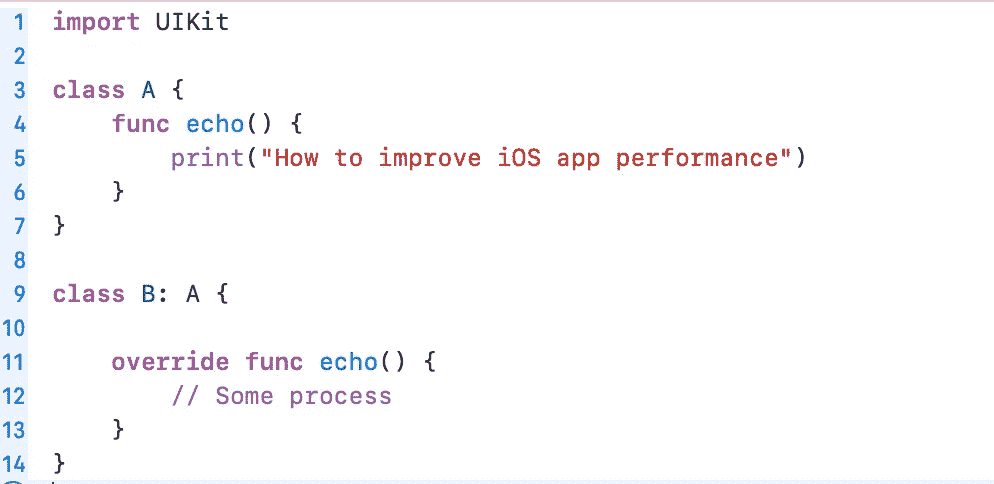 1 import UIKit
2
3 class A {
4     func echo() {
5         print("How to improve iOS app performance")
6     }
7 }
8
9 class B: A {
10
11     override func echo() {
12         // Some process
13     }
14 }